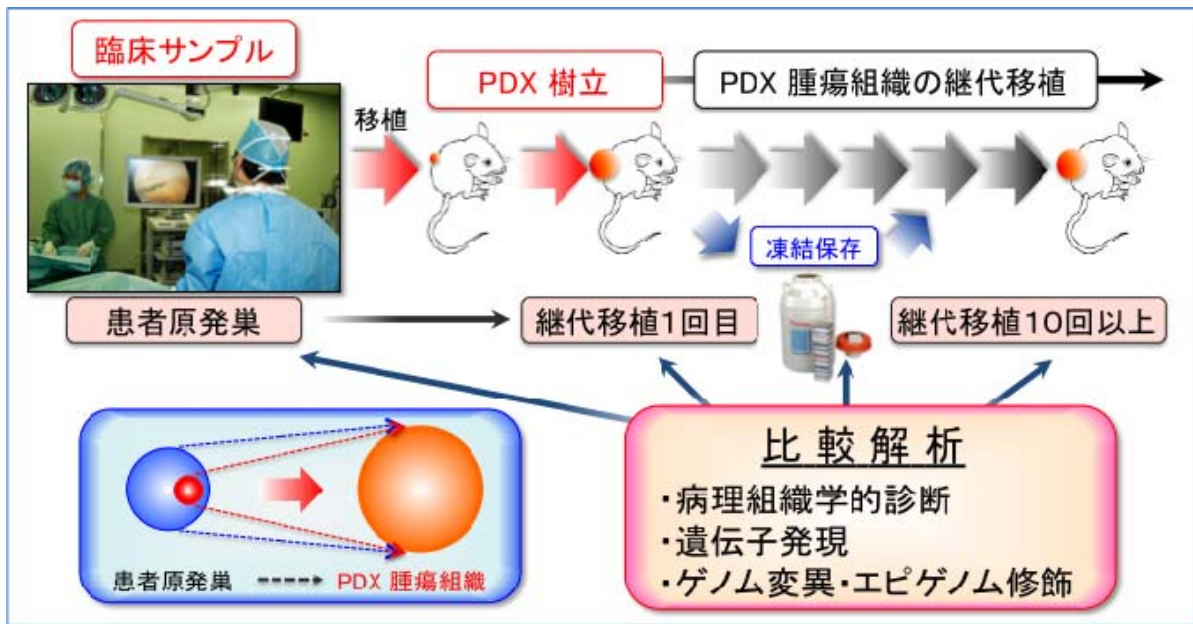 臨床サンプル
PDX 樹立
PDX 腫瘍組織の継代移植
移植
凍結保存
患者原発巣
継代移植1回目
継代移植10回以上
比較解析
・病理組織学的診断
・遺伝子発現
・ゲノム変異・エピゲノム修飾
患者原発巣
PDX 腫瘍組織